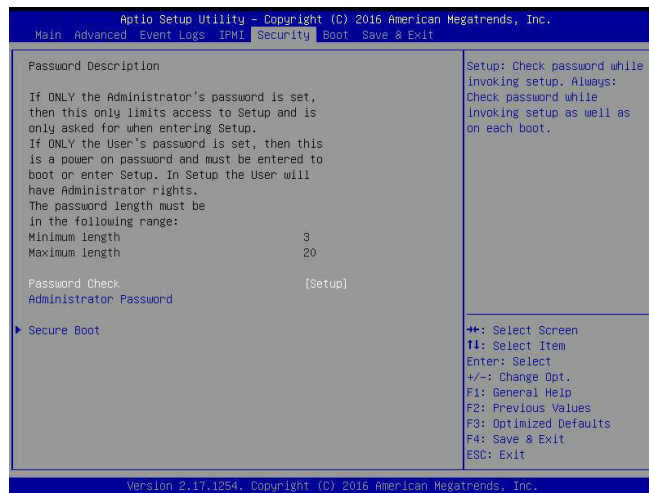 Aptio Setup Utility – Copyright (C) 2016 American Megatrends, Inc.
Main Advanced Event Logs IPMI Security Boot Save & Exit
Password Description
If ONLY the Administrator's password is set,
then this only limits access to Setup and is
only asked for when entering Setup.
If ONLY the User's password is set, then this
is a power on password and must be entered to
boot or enter Setup. In Setup the User will
have Administrator rights.
The password length must be
in the following range:
Minimum length 3
Maximum length 20
Password Check [Setup]
Administrator Password
Secure Boot
Setup: Check password while
invoking setup. Always:
Check password while
invoking setup as well as
on each boot.
→←: Select Screen
↑↓: Select Item
Enter: Select
+/-: Change Opt.
F1: General Help
F2: Previous Values
F3: Optimized Defaults
F4: Save & Exit
ESC: Exit
Version 2.17.1254. Copyright (C) 2016 American Megatrends, Inc.